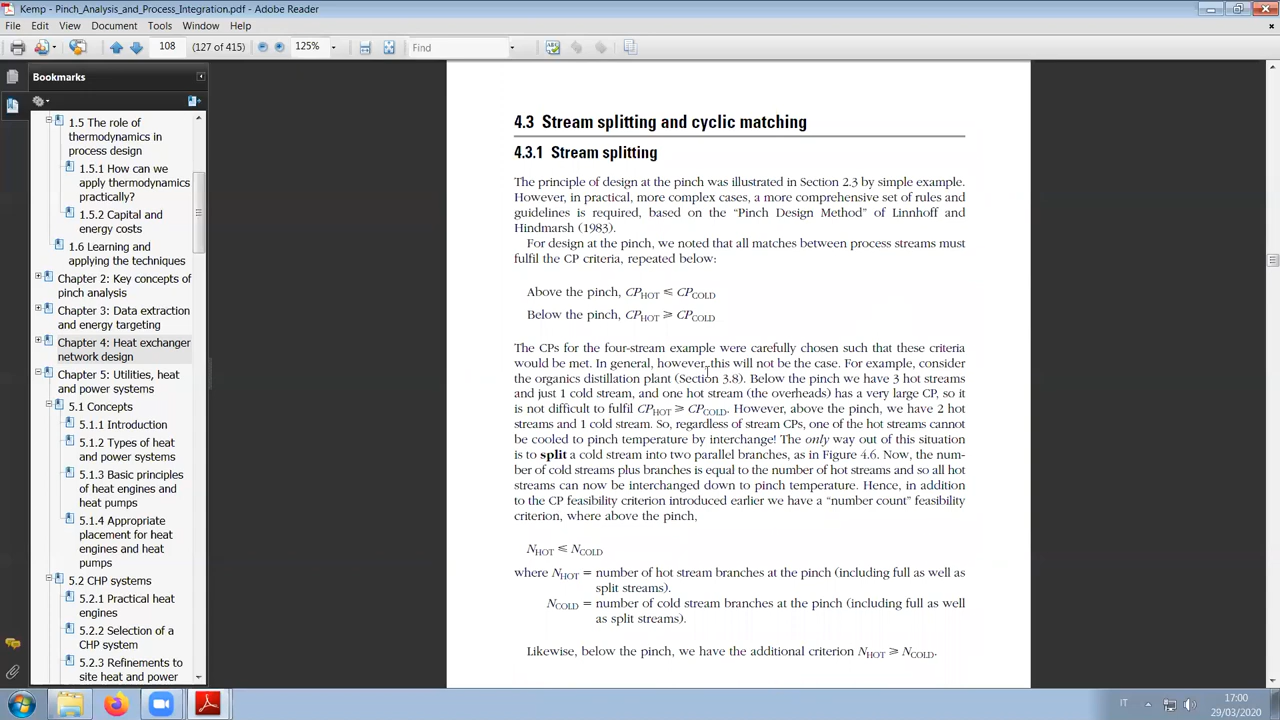 Kemp - Pinch_Analysis_and_Process_Integration.pdf - Adobe Reader
File Edit View Document Tools Window Help
108 (127 of 415) 125% Find
Bookmarks
1.5 The role of
thermodynamics in
process design
1.5.1 How can we
apply thermodynamics
practically?
1.5.2 Capital and
energy costs
1.6 Learning and
applying the techniques
Chapter 2: Key concepts of
pinch analysis
Chapter 3: Data extraction
and energy targeting
Chapter 4: Heat exchanger
network design
Chapter 5: Utilities, heat
and power systems
5.1 Concepts
5.1.1 Introduction
5.1.2 Types of heat
and power systems
5.1.3 Basic principles
of heat engines and
heat pumps
5.1.4 Appropriate
placement for heat
engines and heat
pumps
5.2 CHP systems
5.2.1 Practical heat
engines
5.2.2 Selection of a
CHP system
5.2.3 Refinements to
site heat and power
4.3 Stream splitting and cyclic matching
4.3.1 Stream splitting
The principle of design at the pinch was illustrated in Section 2.3 by simple example.
However, in practical, more complex cases, a more comprehensive set of rules and
guidelines is required, based on the “Pinch Design Method” of Linnhoff and
Hindmarsh (1983).
For design at the pinch, we noted that all matches between process streams must
fulfil the CP criteria, repeated below:
Above the pinch, CPHOT ⩽ CPCOLD
Below the pinch, CPHOT ⩾ CPCOLD
The CPs for the four-stream example were carefully chosen such that these criteria
would be met. In general, however, this will not be the case. For example, consider
the organics distillation plant (Section 3.8). Below the pinch we have 3 hot streams
and just 1 cold stream, and one hot stream (the overheads) has a very large CP, so it
is not difficult to fulfil CPHOT ⩾ CPCOLD. However, above the pinch, we have 2 hot
streams and 1 cold stream. So, regardless of stream CPs, one of the hot streams cannot
be cooled to pinch temperature by interchange! The only way out of this situation
is to split a cold stream into two parallel branches, as in Figure 4.6. Now, the num-
ber of cold streams plus branches is equal to the number of hot streams and so all hot
streams can now be interchanged down to pinch temperature. Hence, in addition
to the CP feasibility criterion introduced earlier we have a “number count” feasibility
criterion, where above the pinch,
NHOT ⩽ NCOLD
where NHOT = number of hot stream branches at the pinch (including full as well as
split streams).
NCOLD = number of cold stream branches at the pinch (including full as well
as split streams).
Likewise, below the pinch, we have the additional criterion NHOT ⩾ NCOLD.
IT 17:00
29/03/2020